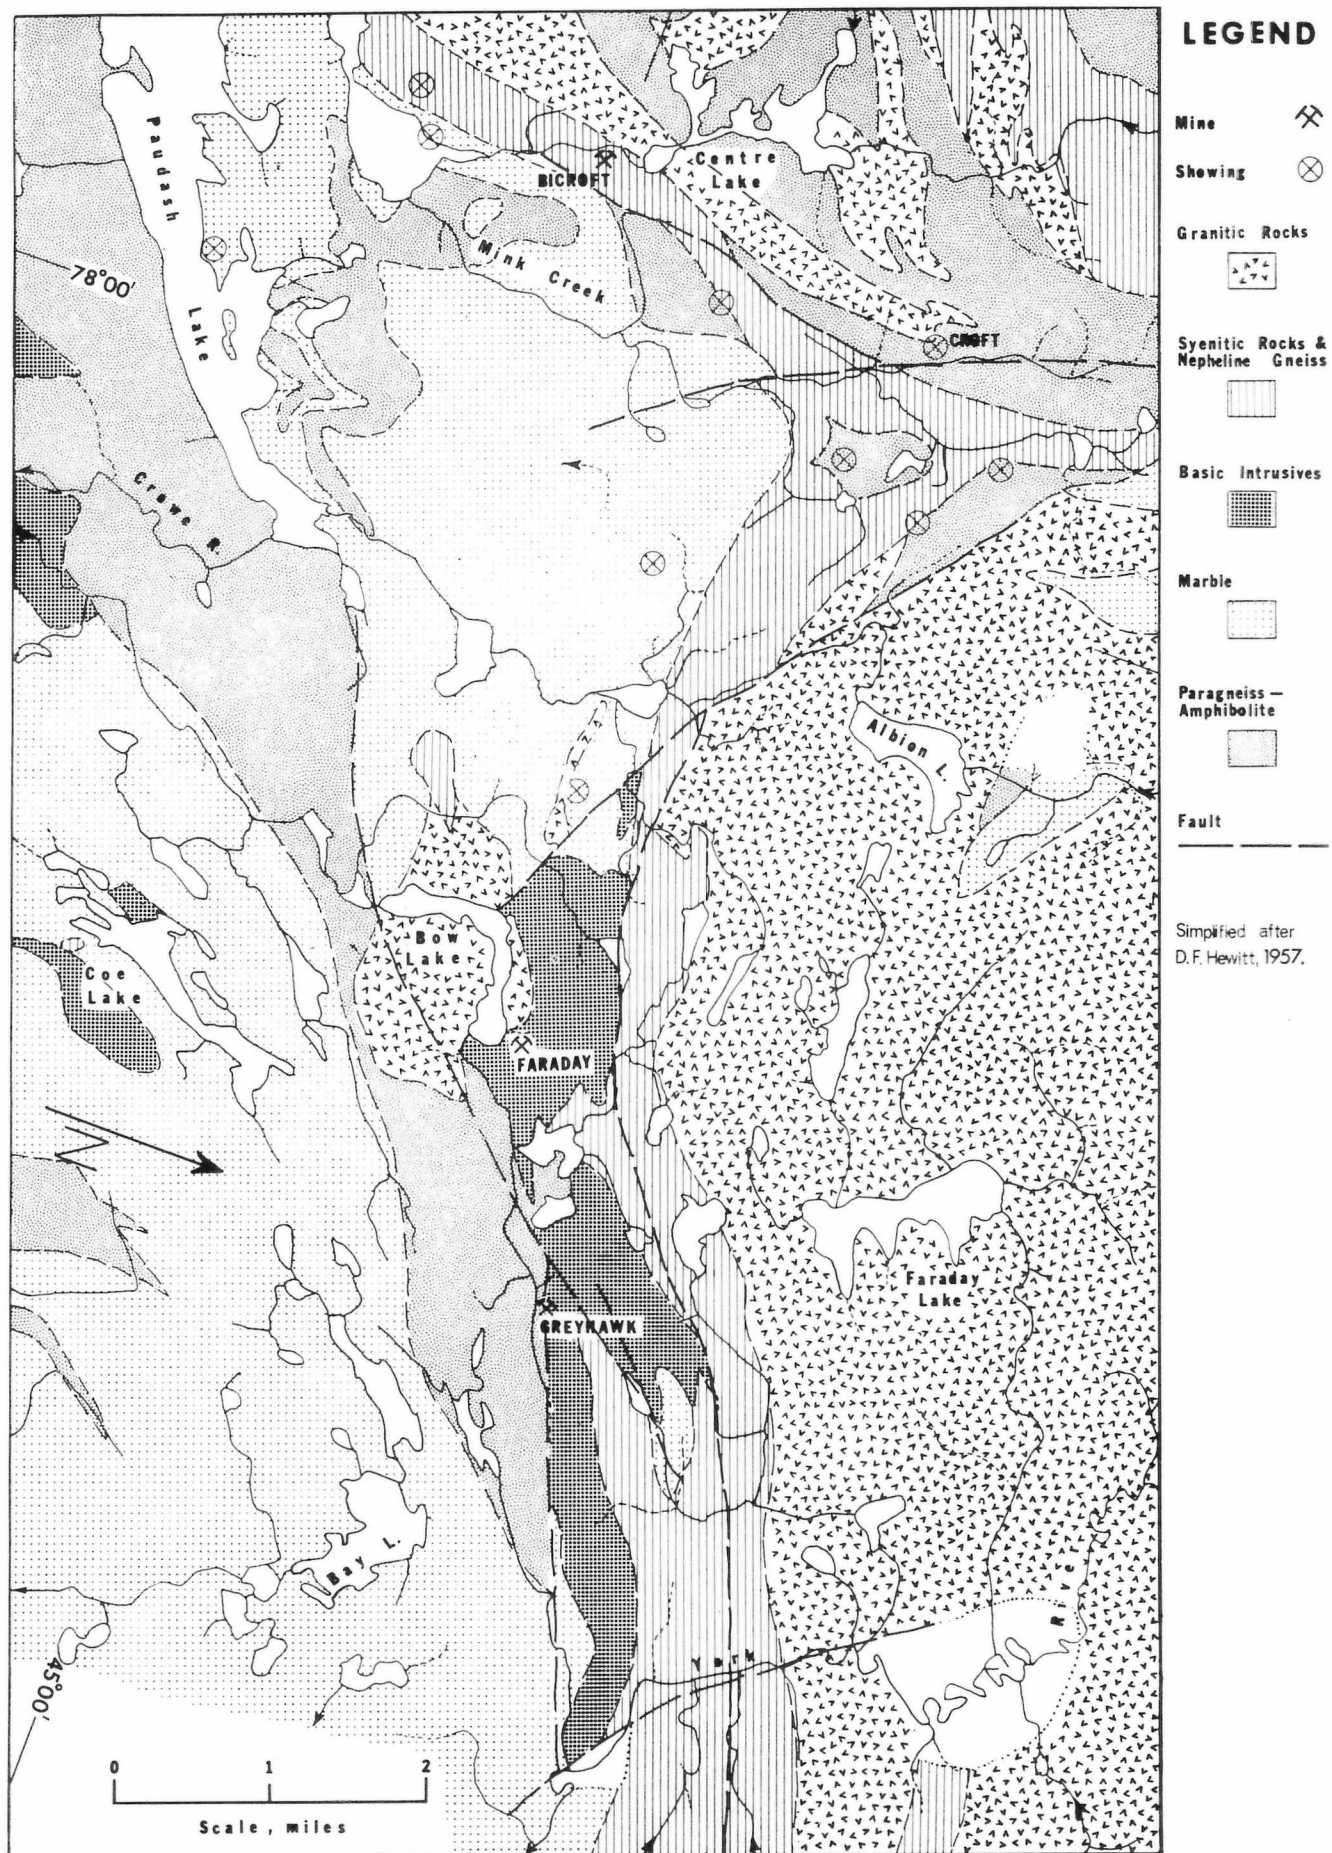 LEGEND
Mine
Showing
Granitic Rocks
Syenitic Rocks &
Nepheline Gneiss
Basic Intrusives
Marble
Paragneiss —
Amphibolite
Fault
Simplified after
D. F. Hewitt, 1957.
Paudash
Lake
78°00'
BICROFT
Centre
Lake
Mink Creek
CROFT
Crowe R.
Albion L.
Bow
Lake
Coe
Lake
FARADAY
N
Faraday
Lake
GREYHAWK
Bay L.
York
River
45°00'
0 1 2
Scale, miles